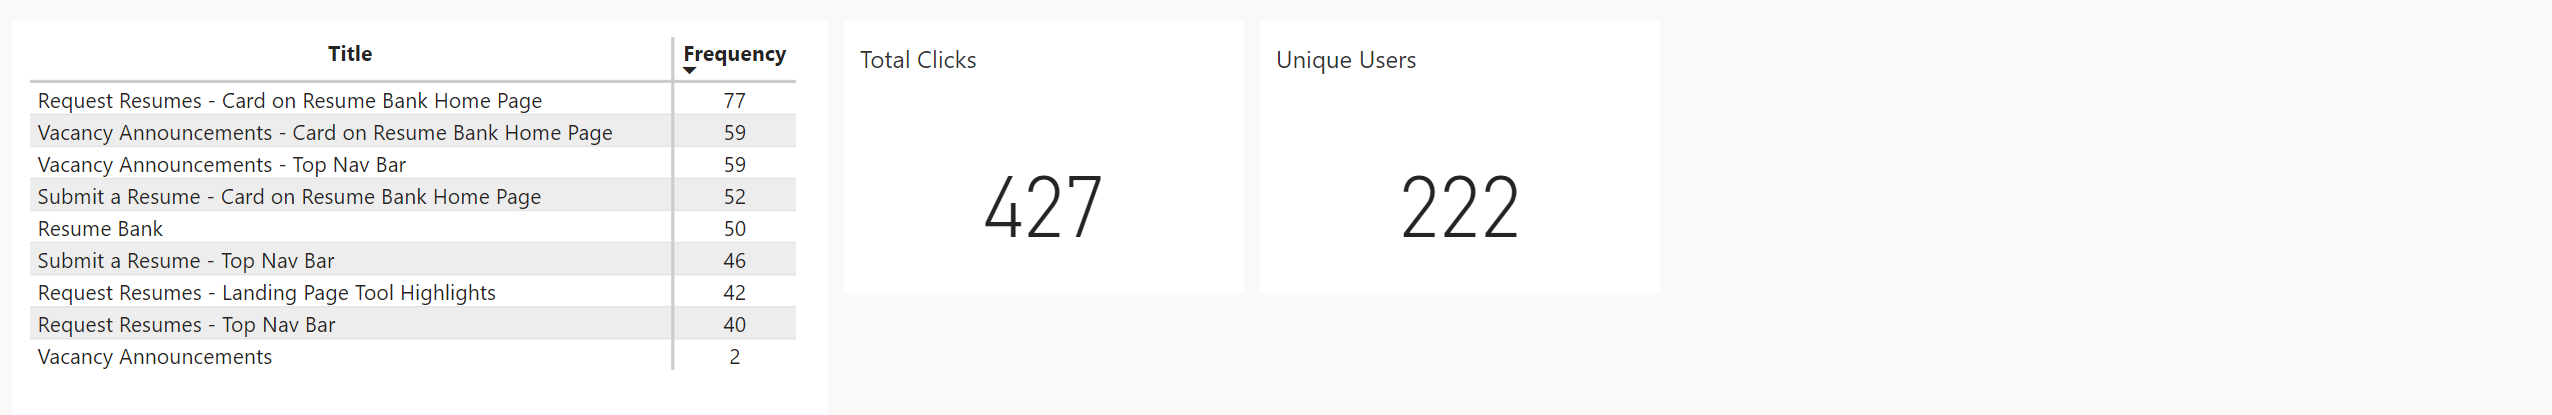 Title Frequency
Request Resumes - Card on Resume Bank Home Page 77
Vacancy Announcements - Card on Resume Bank Home Page 59
Vacancy Announcements - Top Nav Bar 59
Submit a Resume - Card on Resume Bank Home Page 52
Resume Bank 50
Submit a Resume - Top Nav Bar 46
Request Resumes - Landing Page Tool Highlights 42
Request Resumes - Top Nav Bar 40
Vacancy Announcements 2
Total Clicks
427
Unique Users
222